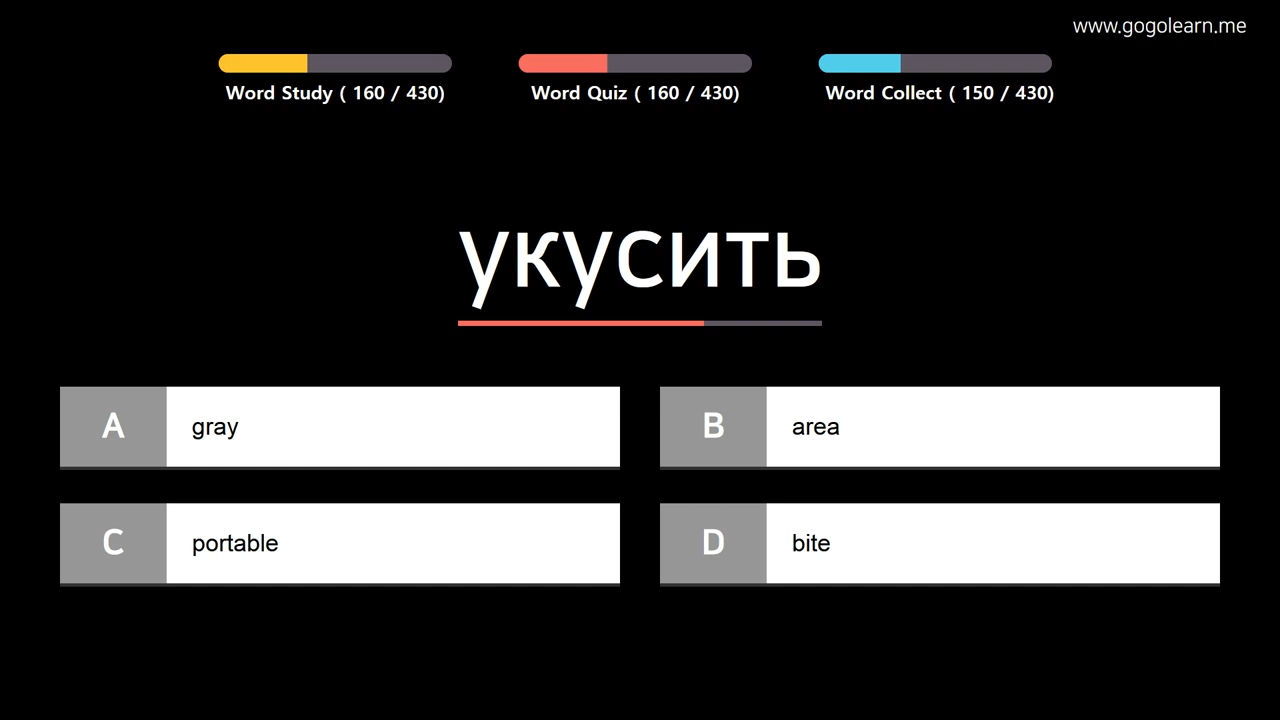 www.gogolearn.me
Word Study ( 160 / 430)
Word Quiz ( 160 / 430)
Word Collect ( 150 / 430)
укусить
A gray
B area
C portable
D bite